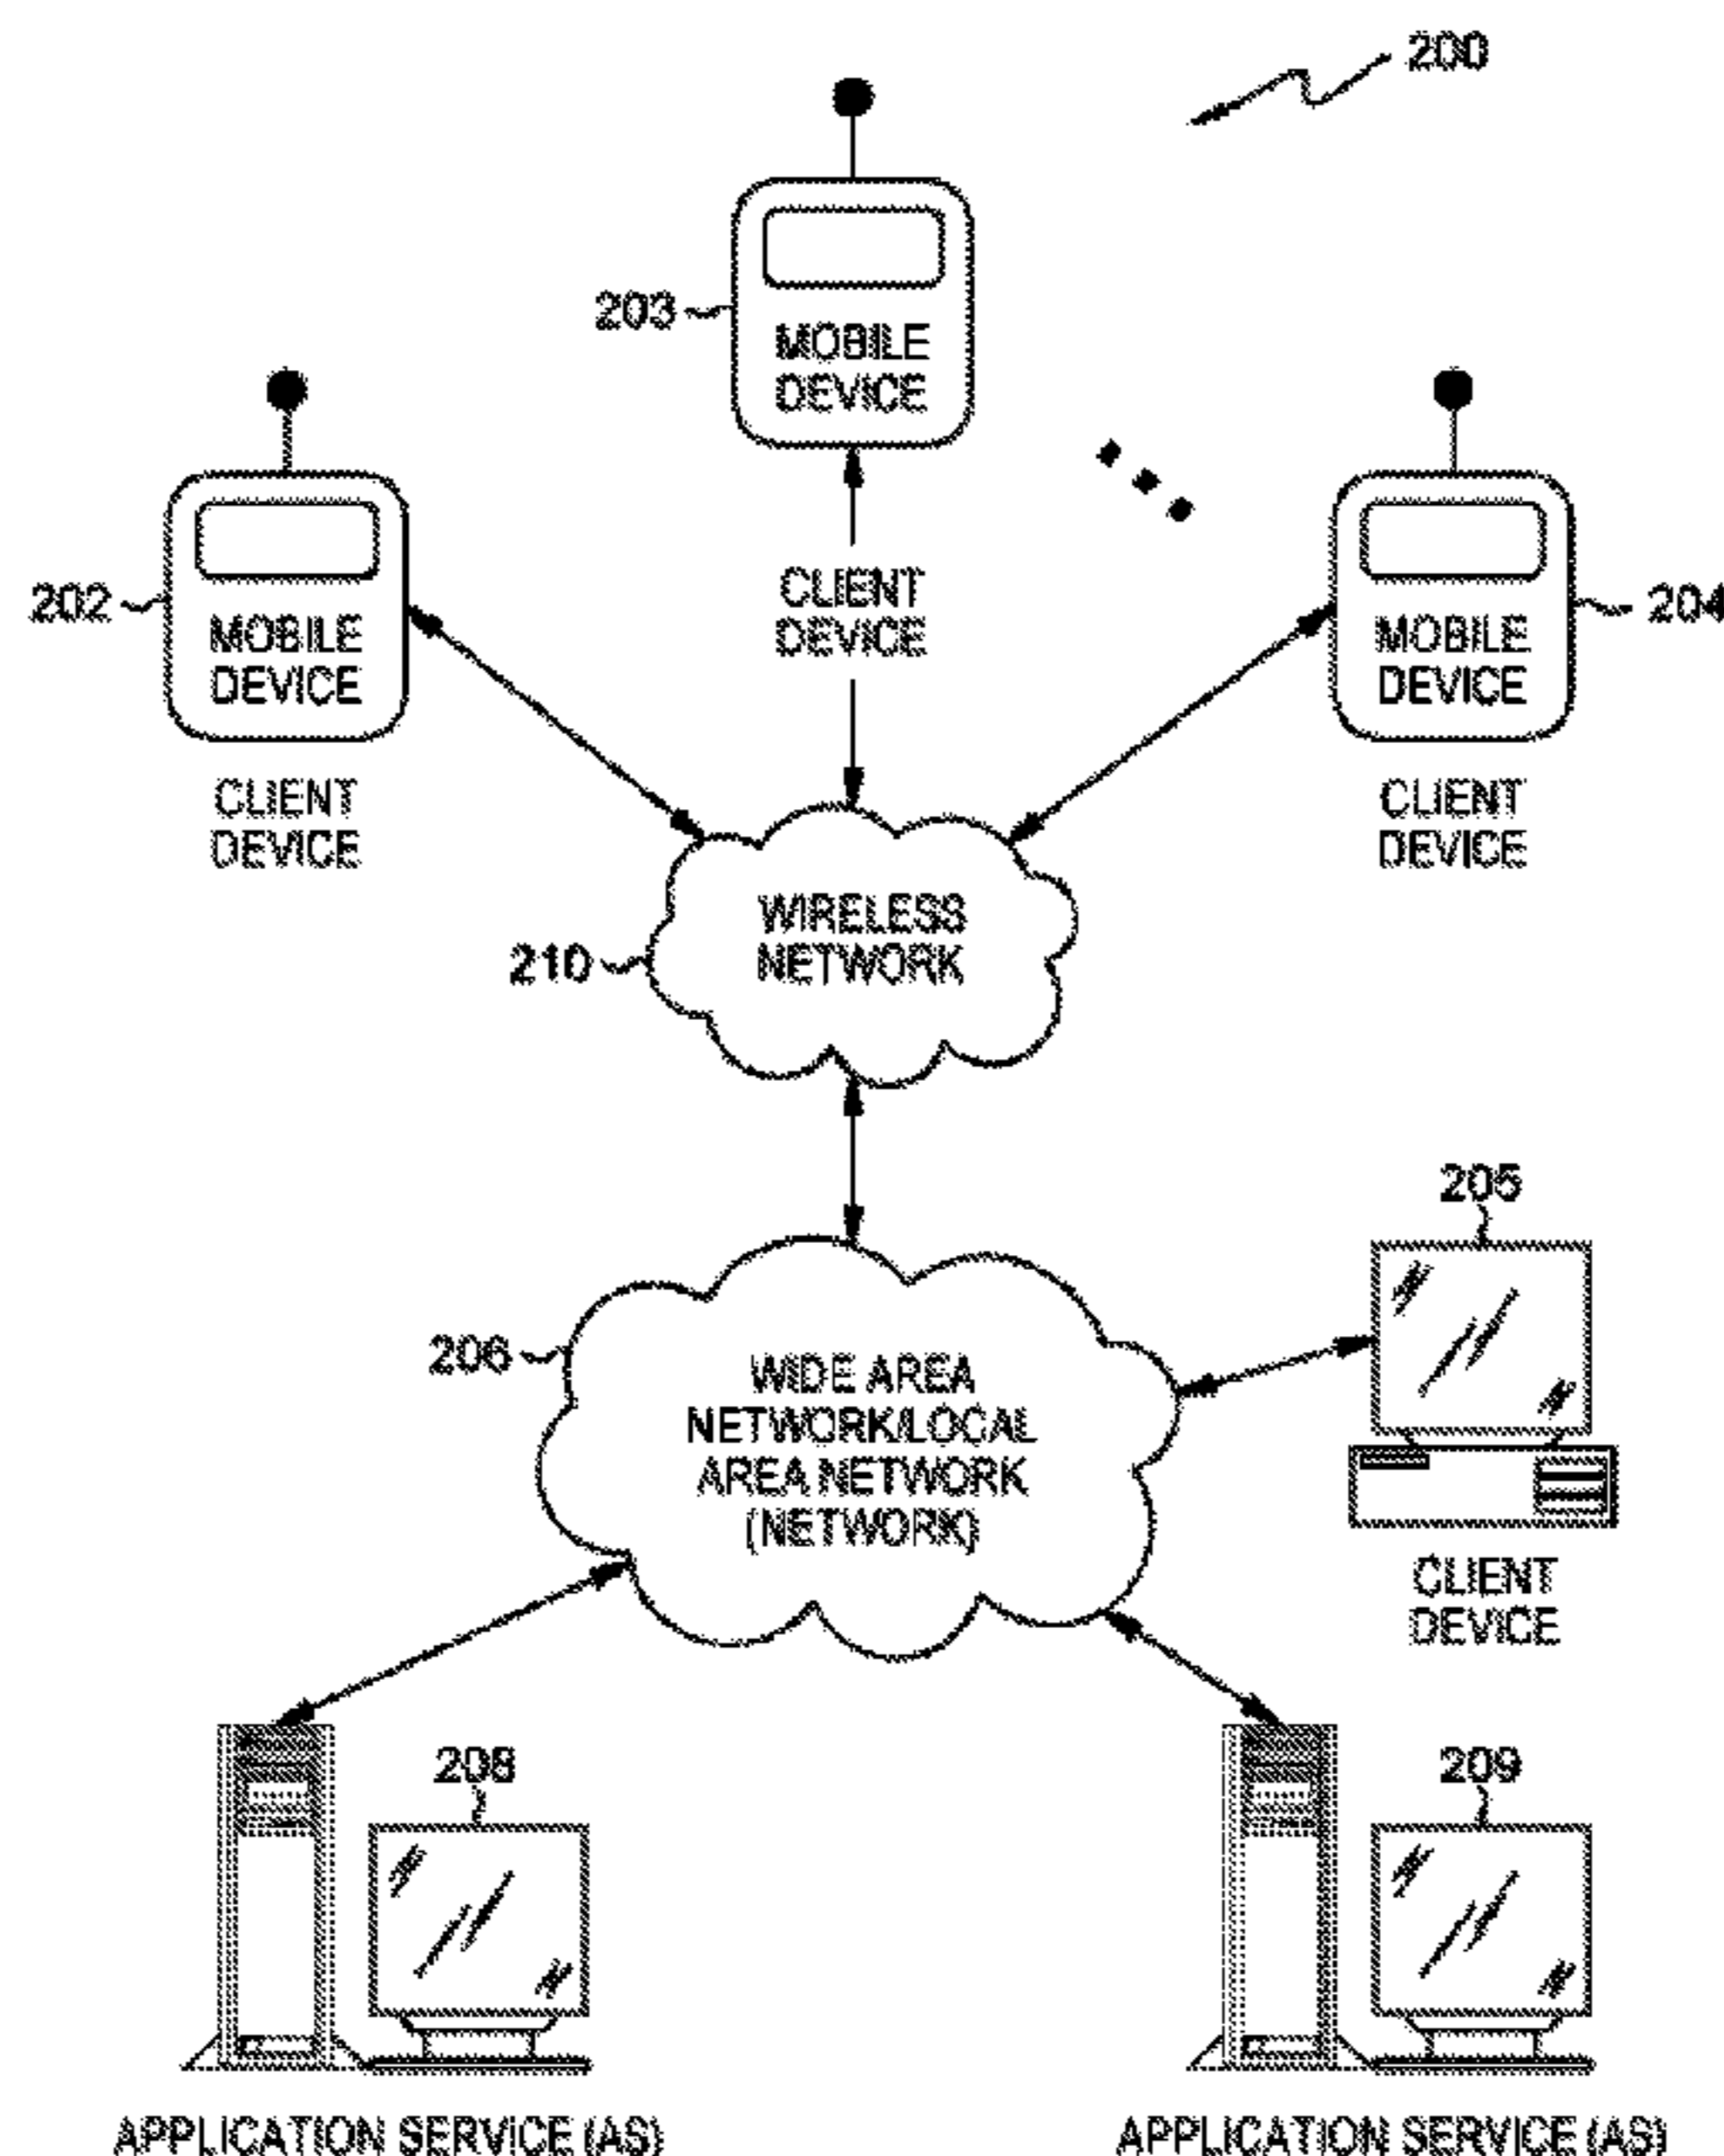 200
203
MOBILE
DEVICE
202
MOBILE
DEVICE
CLIENT
DEVICE
MOBILE
DEVICE
204
CLIENT
DEVICE
CLIENT
DEVICE
WIRELESS
NETWORK
210
205
206
WIDE AREA
NETWORK/LOCAL
AREA NETWORK
(NETWORK)
CLIENT
DEVICE
208
209
APPLICATION SERVICE (AS)
APPLICATION SERVICE (AS)